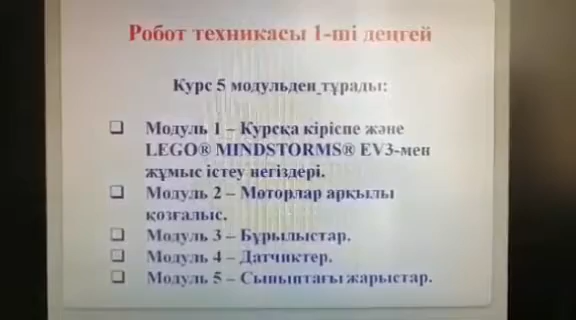 Робот техникасы 1-ші деңгей
Курс 5 модульден тұрады:
❑ Модуль 1 – Курсқа кіріспе және
LEGO® MINDSTORMS® EV3-мен
жұмыс істеу негіздері.
❑ Модуль 2 – Моторлар арқылы
қозғалыс.
❑ Модуль 3 – Бұрылыстар.
❑ Модуль 4 – Датчиктер.
❑ Модуль 5 – Сыныптағы жарыстар.